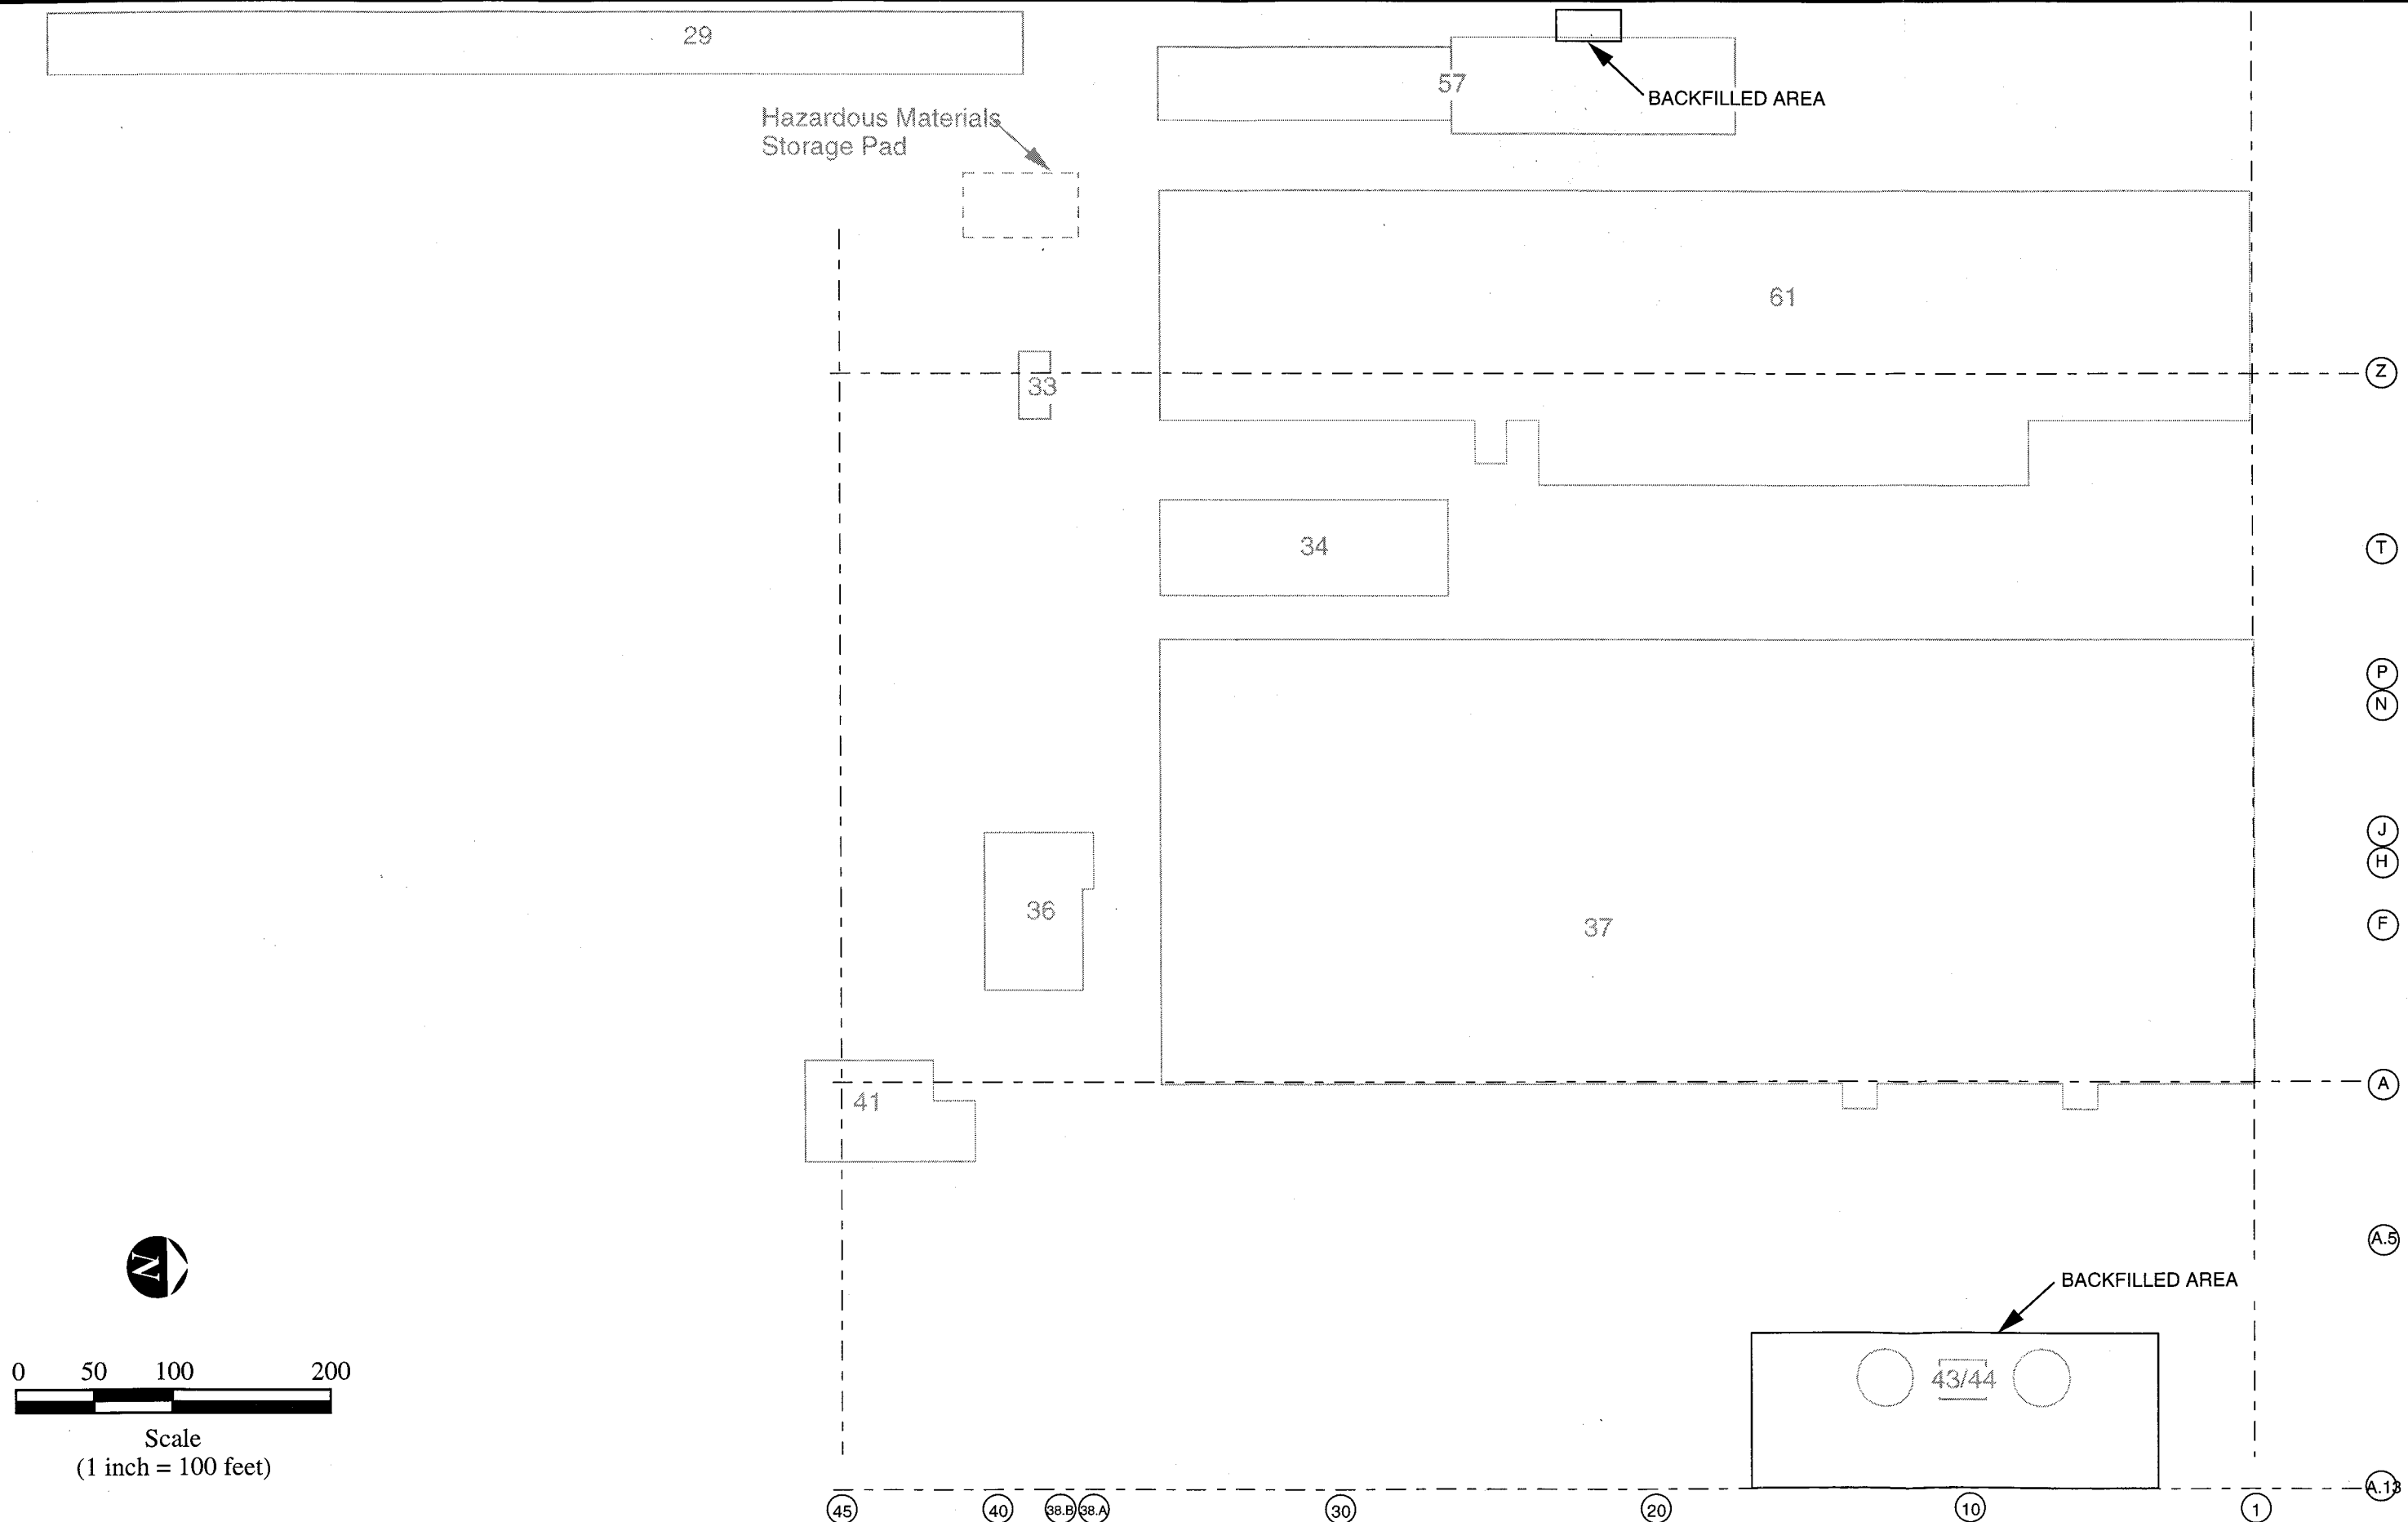 29
57
BACKFILLED AREA
Hazardous Materials
Storage Pad
61
Z
33
34
T
P
N
J
H
36
37
F
A
41
A.5
N
BACKFILLED AREA
43/44
0 50 100 200
Scale
(1 inch = 100 feet)
A.13
45 40 38.B 38.A 30 20 10 1